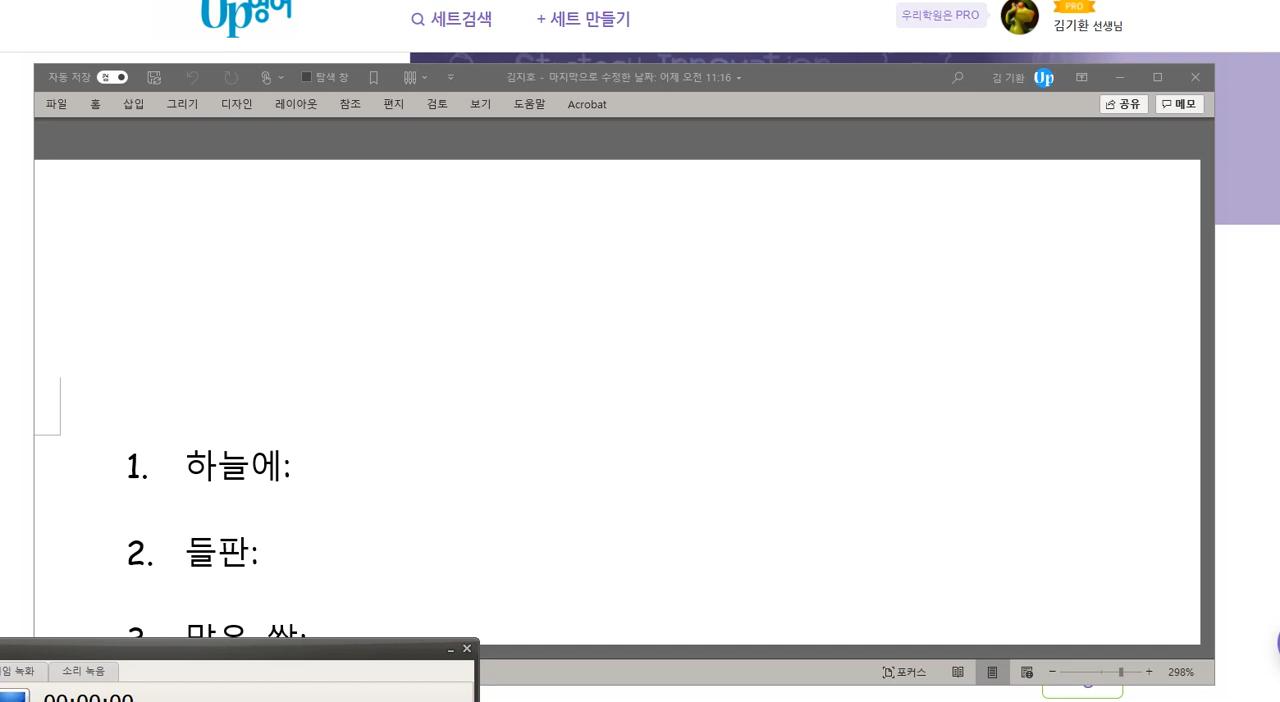 Up영어
세트검색 + 세트 만들기 우리학원은 PRO PRO
김기환 선생님
Strategy Innovation
자동 저장 탐색 창 김지호 - 마지막으로 수정한 날짜: 어제 오전 11:16 김 기환 Up
파일 홈 삽입 그리기 디자인 레이아웃 참조 편지 검토 보기 도움말 Acrobat 공유 메모
1. 하늘에:
2. 들판:
소리 녹음 포커스 298%
00:00:00